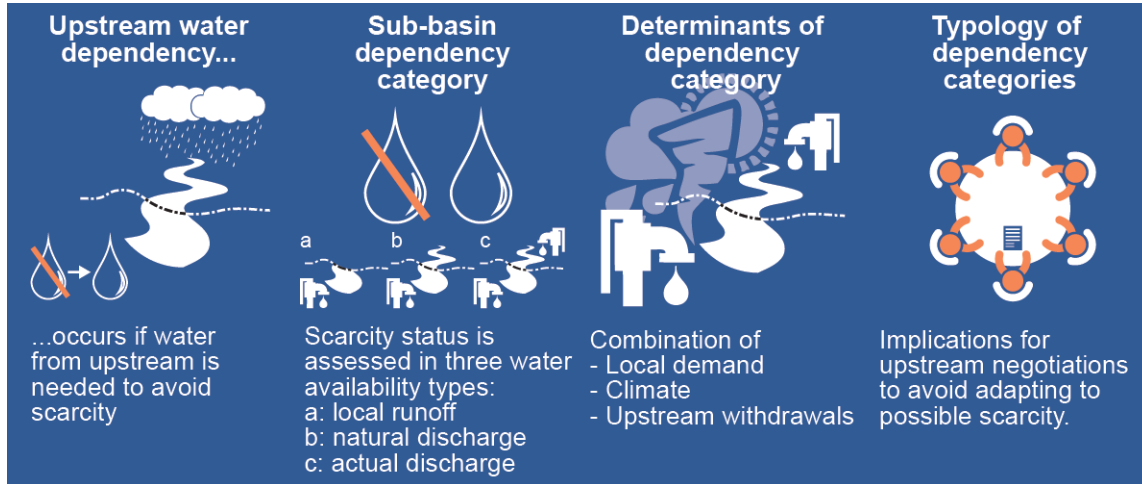 Upstream water
dependency...
...occurs if water
from upstream is
needed to avoid
scarcity
Sub-basin
dependency
category
a
b
c
Scarcity status is
assessed in three water
availability types:
a: local runoff
b: natural discharge
c: actual discharge
Determinants of
dependency
category
Combination of
- Local demand
- Climate
- Upstream withdrawals
Typology of
dependency
categories
Implications for
upstream negotiations
to avoid adapting to
possible scarcity.